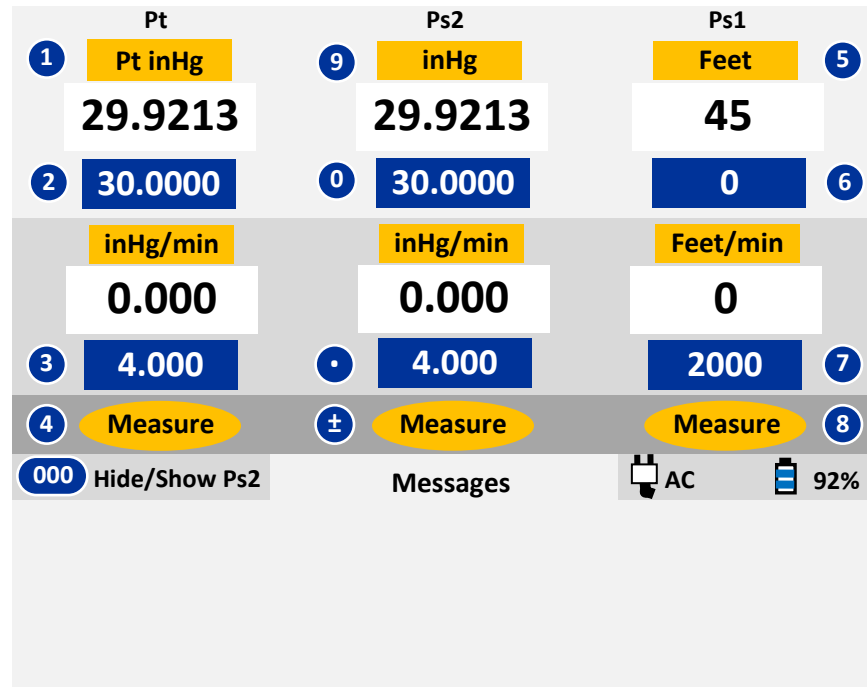 Pt Ps2 Ps1
1 Pt inHg 9 inHg Feet 5
29.9213 29.9213 45
2 30.0000 0 30.0000 0 6
inHg/min inHg/min Feet/min
0.000 0.000 0
3 4.000 • 4.000 2000 7
4 Measure ± Measure Measure 8
000 Hide/Show Ps2 Messages AC 92%